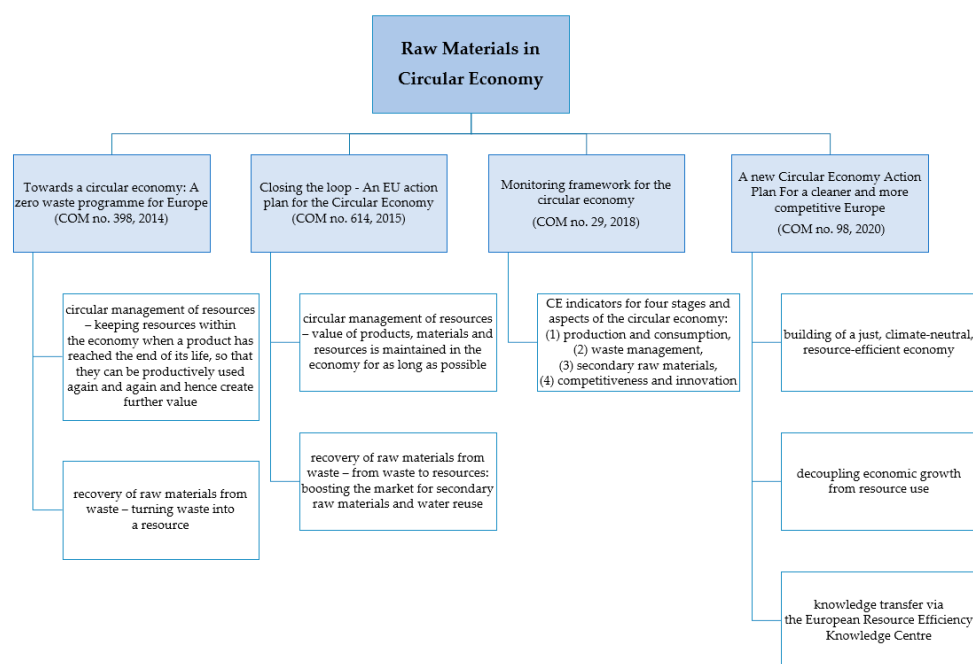 Raw Materials in
Circular Economy
Towards a circular economy: A
zero waste programme for Europe
(COM no. 398, 2014)
circular management of resources
– keeping resources within
the economy when a product has
reached the end of its life, so that
they can be productively used
again and again and hence create
further value
recovery of raw materials from
waste – turning waste into
a resource
Closing the loop - An EU action
plan for the Circular Economy
(COM no. 614, 2015)
circular management of resources
– value of products, materials and
resources is maintained in the
economy for as long as possible
recovery of raw materials from
waste – from waste to resources:
boosting the market for secondary
raw materials and water reuse
Monitoring framework for the
circular economy
(COM no. 29, 2018)
CE indicators for four stages and
aspects of the circular economy:
(1) production and consumption,
(2) waste management,
(3) secondary raw materials,
(4) competitiveness and innovation
A new Circular Economy Action
Plan For a cleaner and more
competitive Europe
(COM no. 98, 2020)
building of a just, climate-neutral,
resource-efficient economy
decoupling economic growth
from resource use
knowledge transfer via
the European Resource Efficiency
Knowledge Centre